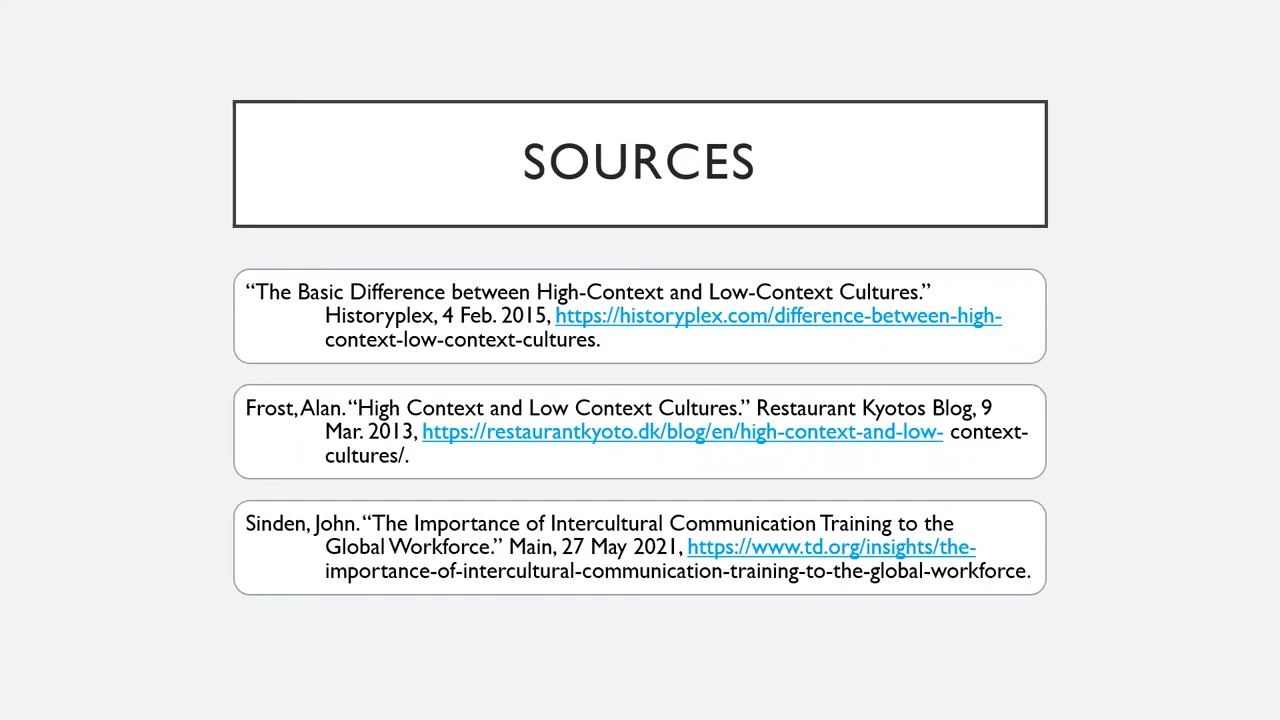 SOURCES
“The Basic Difference between High-Context and Low-Context Cultures.”
Historyplex, 4 Feb. 2015, https://historyplex.com/difference-between-high-
context-low-context-cultures.
Frost, Alan. “High Context and Low Context Cultures.” Restaurant Kyotos Blog, 9
Mar. 2013, https://restaurantkyoto.dk/blog/en/high-context-and-low- context-
cultures/.
Sinden, John. “The Importance of Intercultural Communication Training to the
Global Workforce.” Main, 27 May 2021, https://www.td.org/insights/the-
importance-of-intercultural-communication-training-to-the-global-workforce.